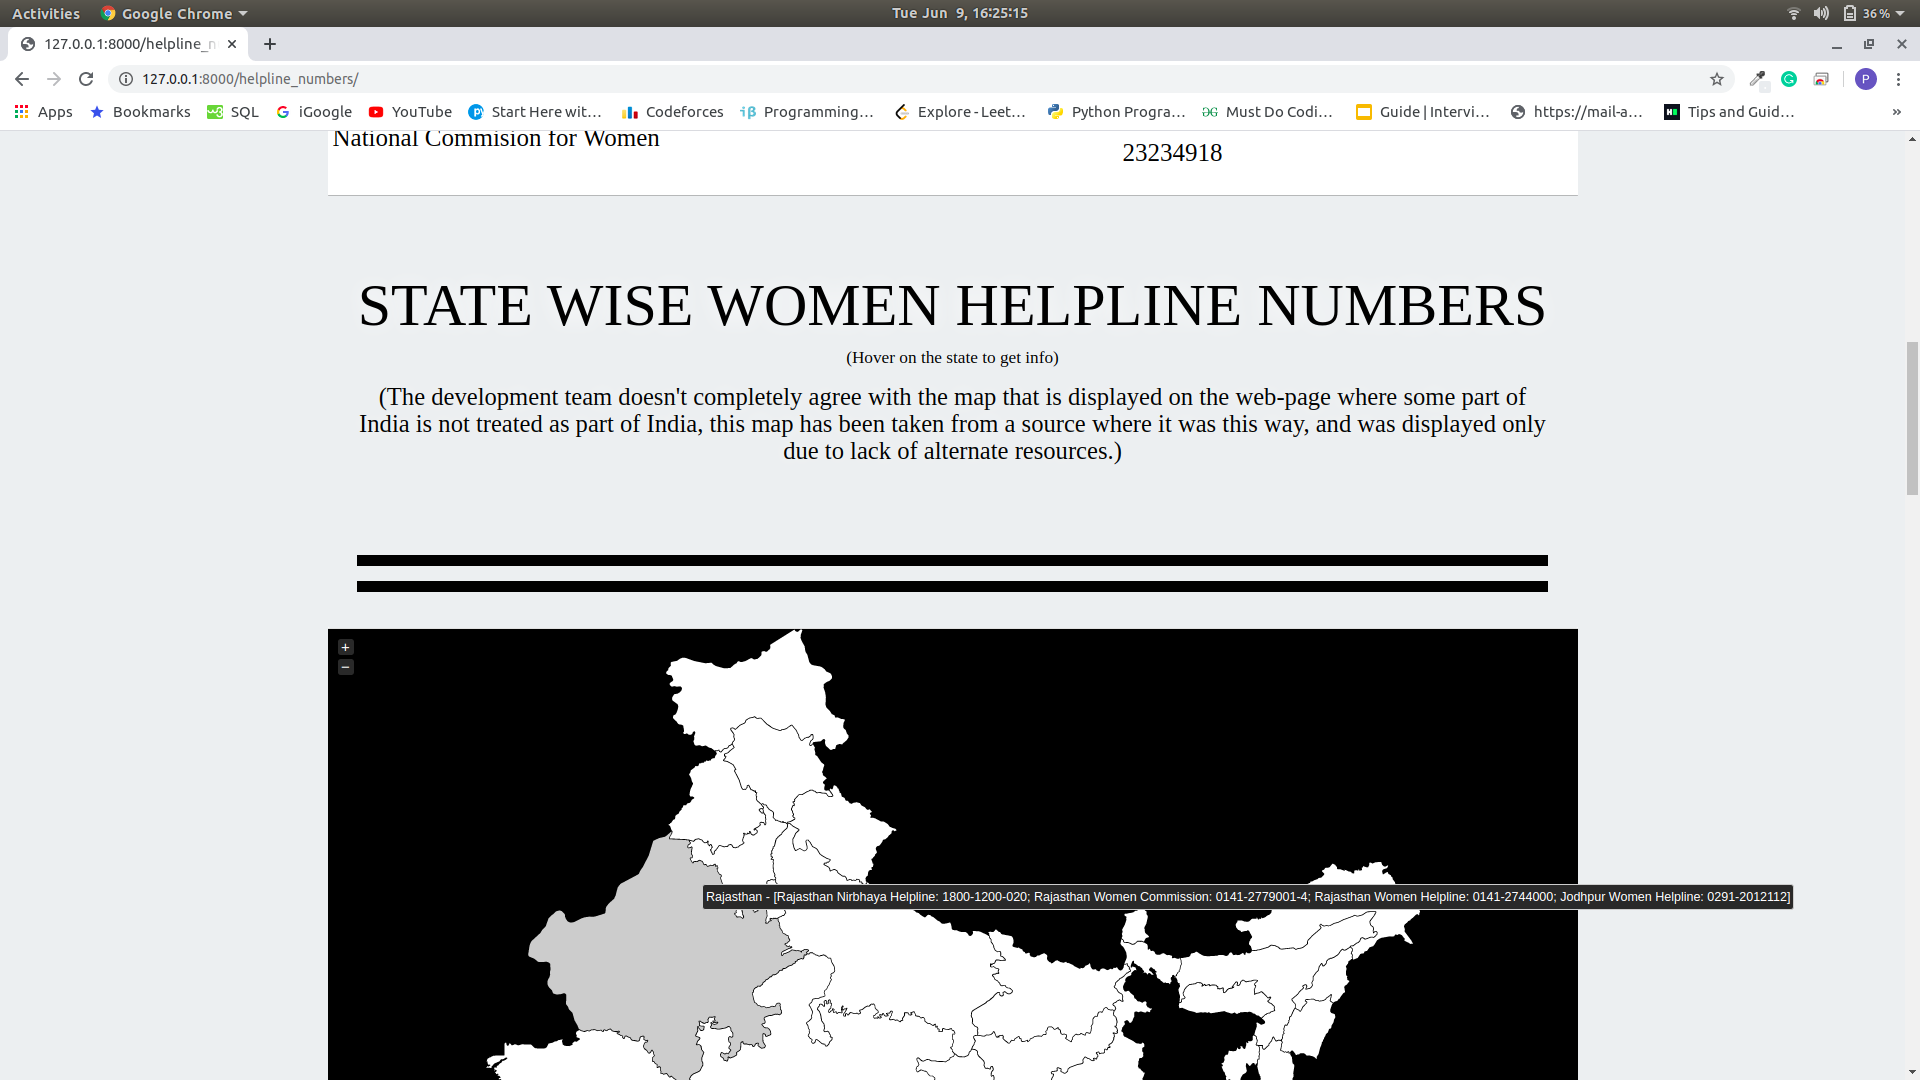 Activities Google Chrome Tue Jun 9, 16:25:15 36%
127.0.0.1:8000/helpline_n
127.0.0.1:8000/helpline_numbers/ P
Apps Bookmarks SQL iGoogle YouTube Start Here wit... Codeforces Programming... Explore - Leet... Python Progra... Must Do Codi... Guide | Intervi... https://mail-a... Tips and Guid... »
National Commision for Women
23234918
STATE WISE WOMEN HELPLINE NUMBERS
(Hover on the state to get info)
(The development team doesn't completely agree with the map that is displayed on the web-page where some part of
India is not treated as part of India, this map has been taken from a source where it was this way, and was displayed only
due to lack of alternate resources.)
+
−
Rajasthan - [Rajasthan Nirbhaya Helpline: 1800-1200-020; Rajasthan Women Commission: 0141-2779001-4; Rajasthan Women Helpline: 0141-2744000; Jodhpur Women Helpline: 0291-2012112]